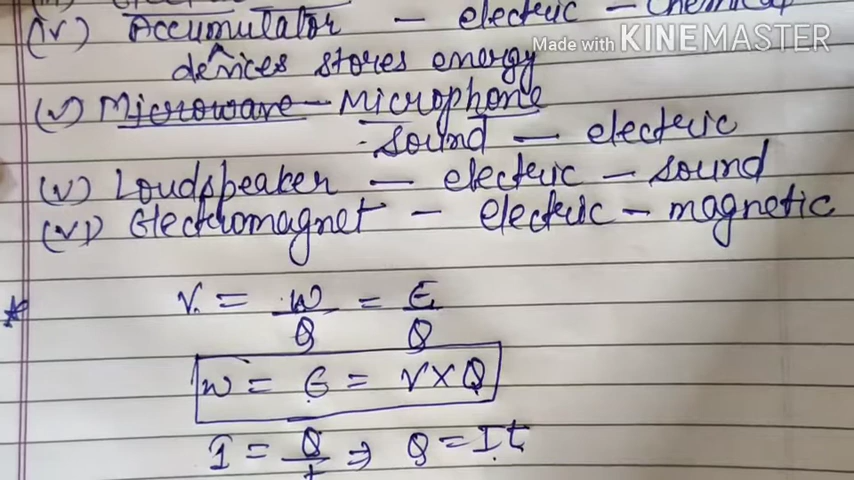 (iv) Accumulator — electric — Chemical
Made with KINEMASTER
devices stores energy
(v) Microware Microphone
- Sound — electric
(v) Loudspeaker — electric — sound
(vi) Electromagnet — electric — magnetic
* V. = W/Q = E/Q
W = E = V×Q
I = Q/t ⇒ Q = It